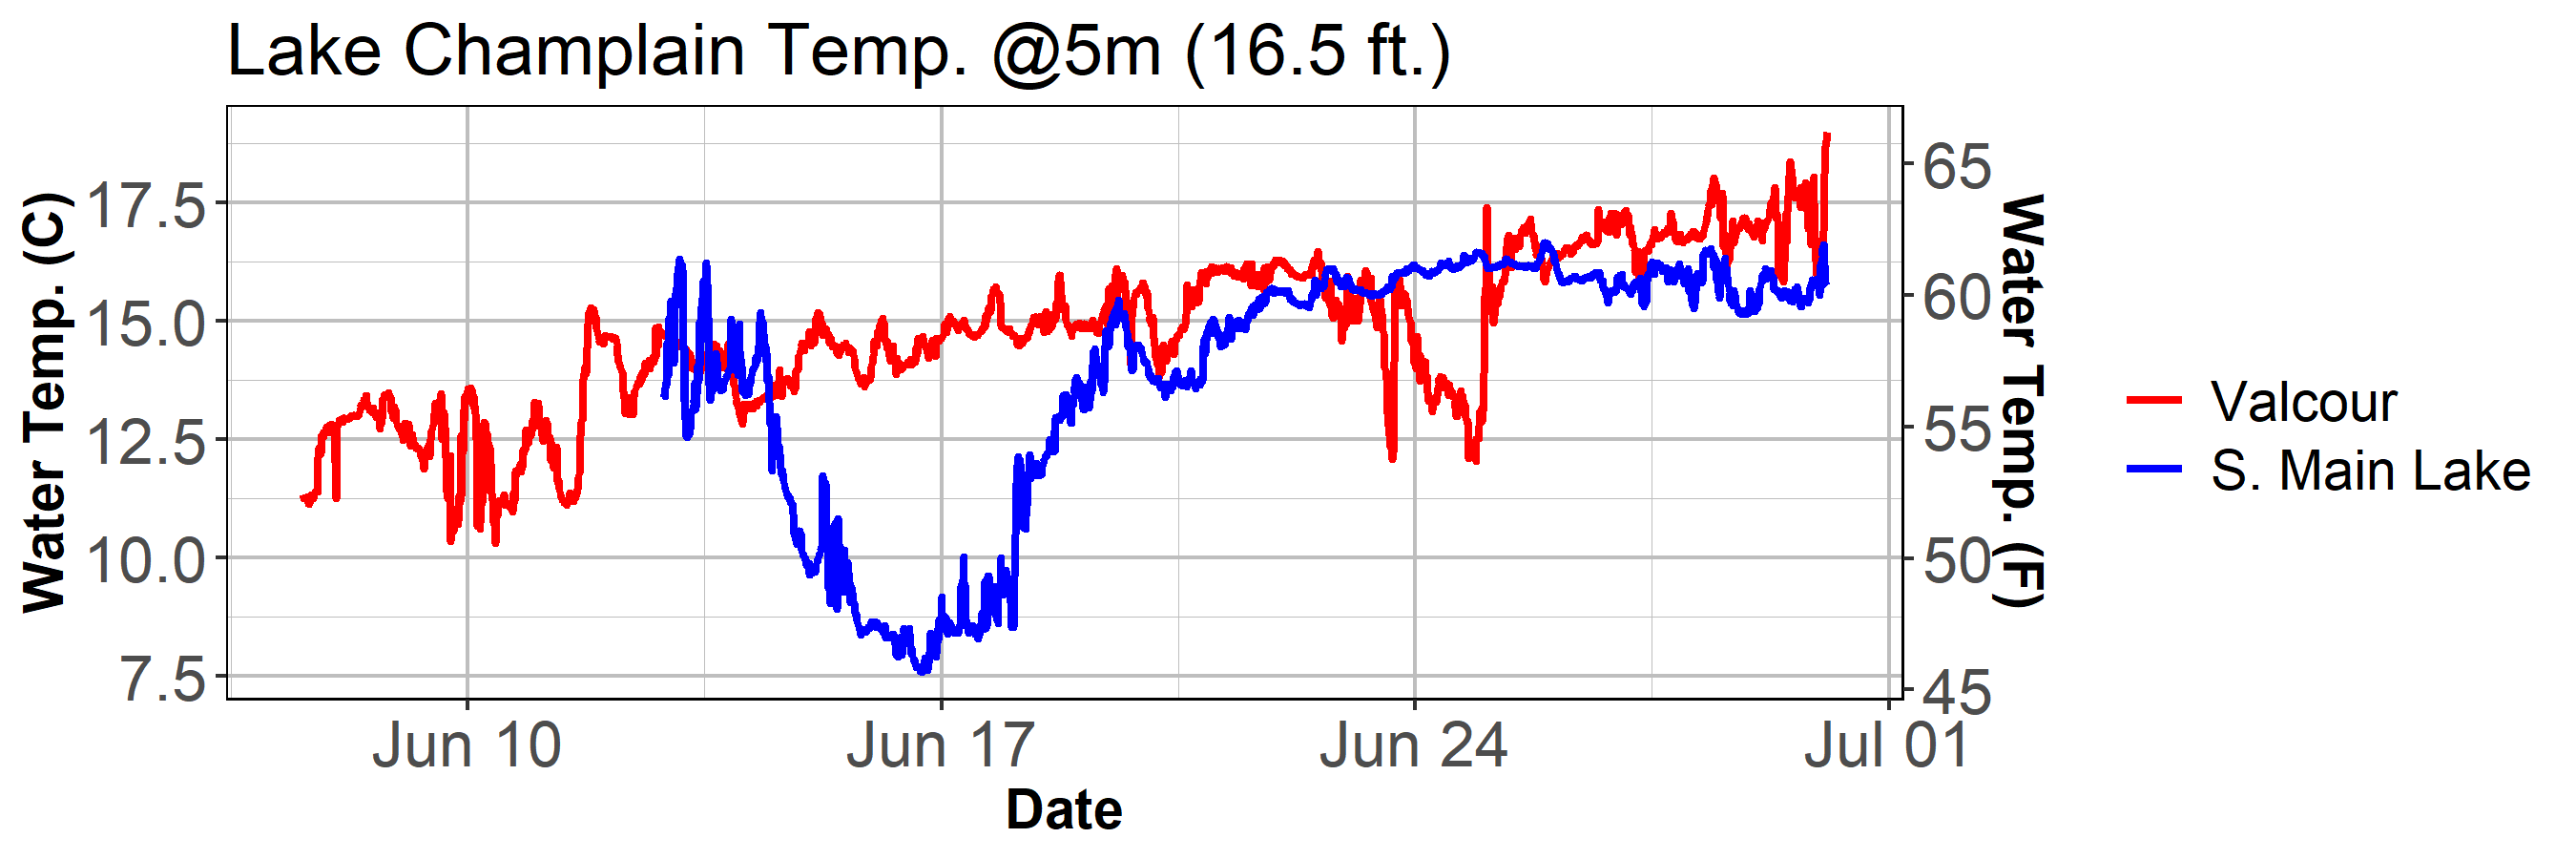 Lake Champlain Temp. @5m (16.5 ft.)
Water Temp. (C)
17.5
15.0
12.5
10.0
7.5
65
60
55
50
45
Water Temp. (F)
Jun 10
Jun 17
Jun 24
Jul 01
Date
Valcour
S. Main Lake